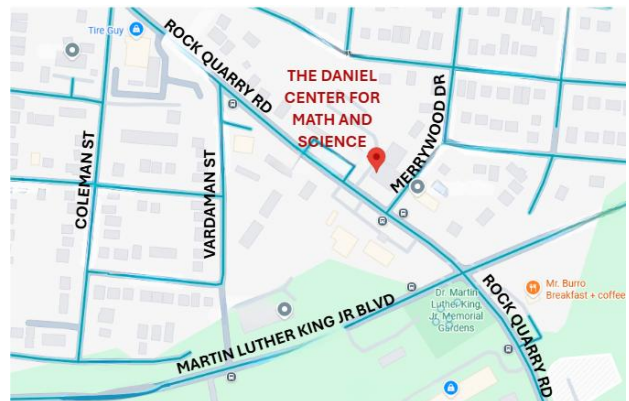 Tire Guy
ROCK QUARRY RD
THE DANIEL
CENTER FOR
MATH AND
SCIENCE
MERRYWOOD DR
COLEMAN ST
VARDAMAN ST
MARTIN LUTHER KING JR BLVD
Dr. Martin
Luther King
Jr. Memorial
Gardens
ROCK QUARRY RD
Mr. Burro
Breakfast + coffee